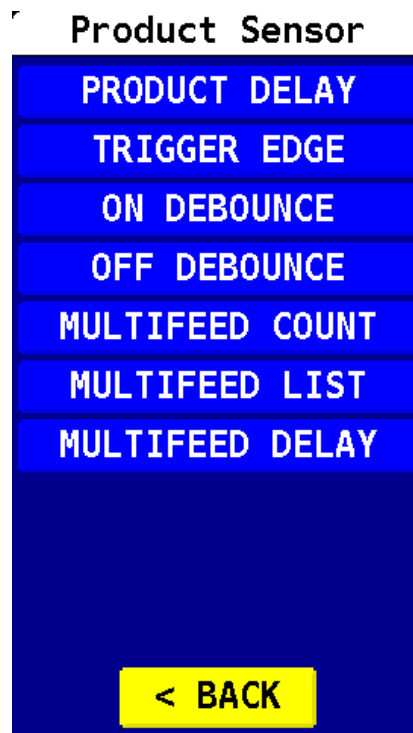 Product Sensor
PRODUCT DELAY
TRIGGER EDGE
ON DEBOUNCE
OFF DEBOUNCE
MULTIFEED COUNT
MULTIFEED LIST
MULTIFEED DELAY
< BACK